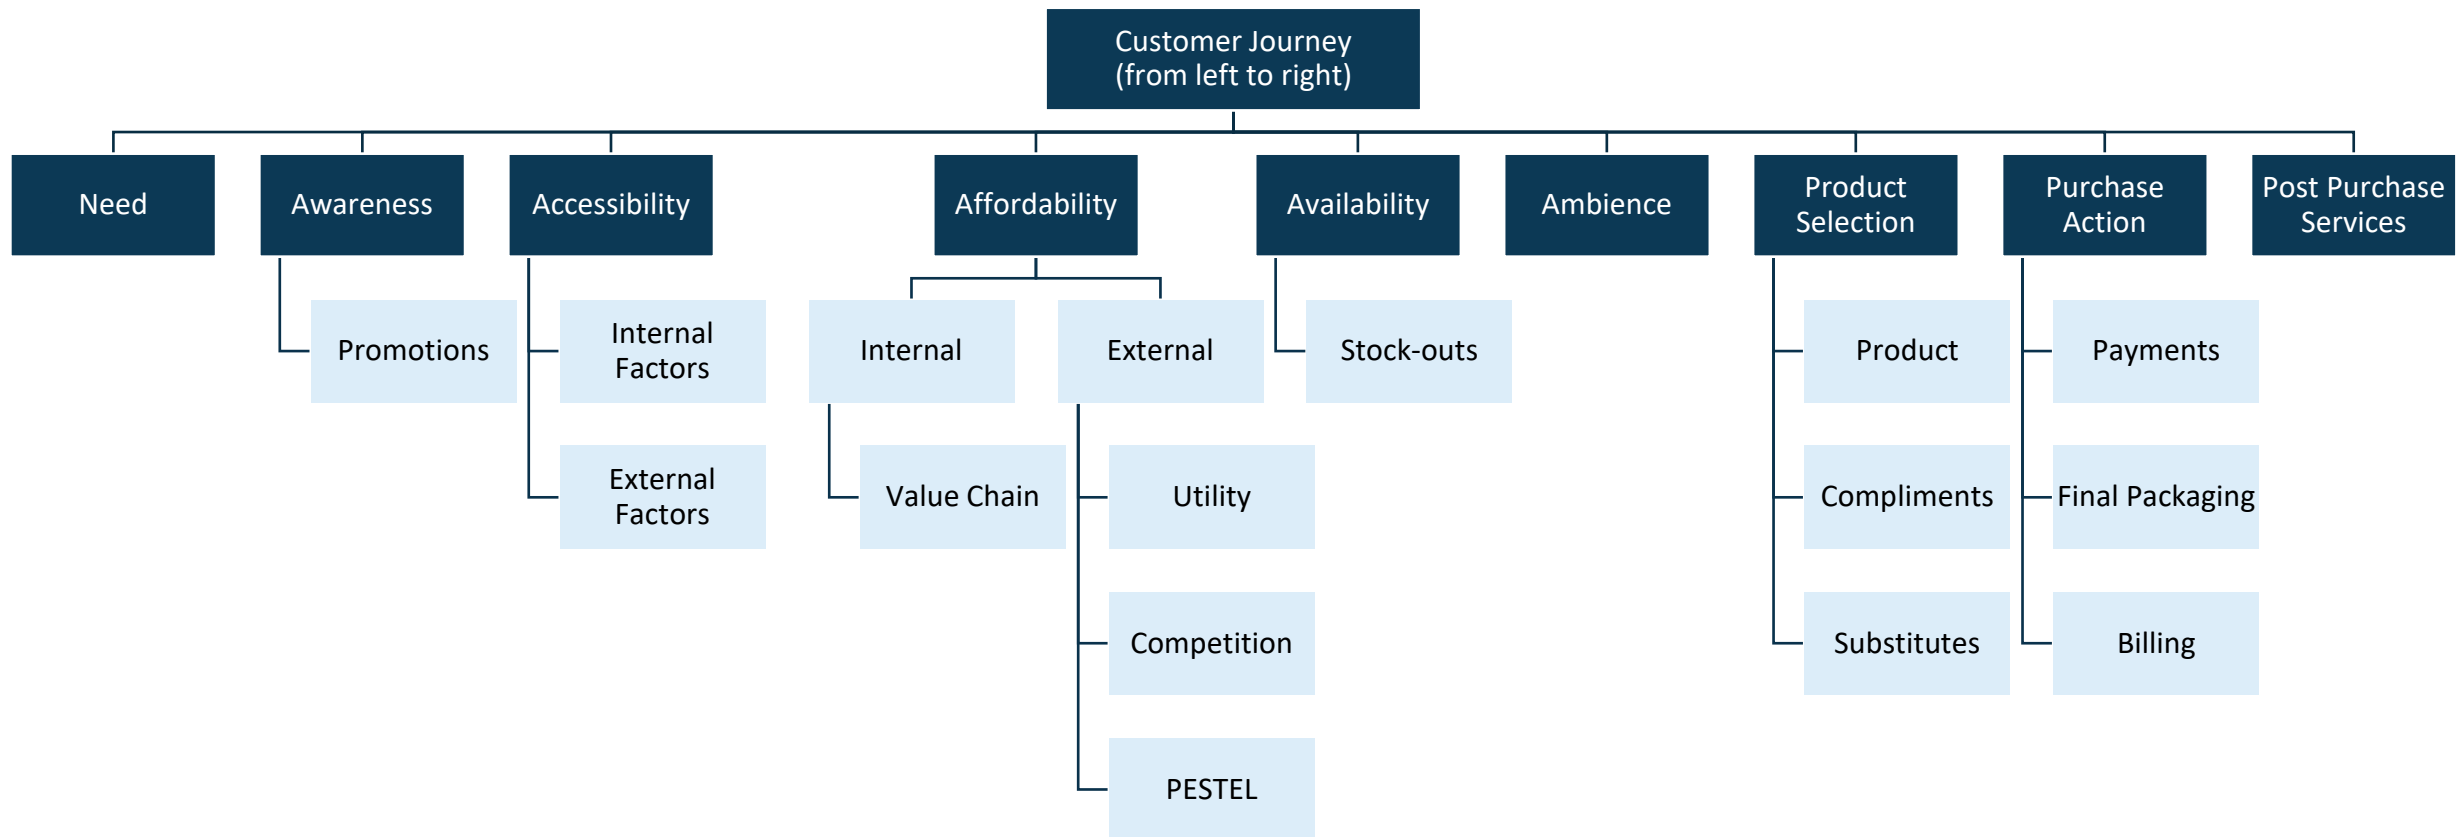 Customer Journey
(from left to right)
Need
Awareness
Accessibility
Affordability
Availability
Ambience
Product
Selection
Purchase
Action
Post Purchase
Services
Promotions
Internal
Factors
Internal
External
Stock-outs
Product
Payments
External
Factors
Value Chain
Utility
Compliments
Final Packaging
Competition
Substitutes
Billing
PESTEL